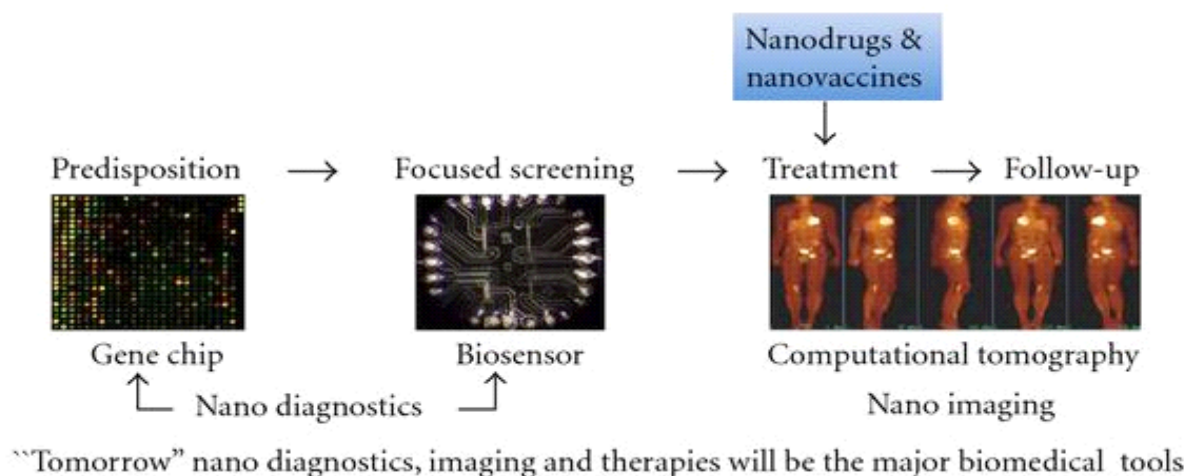 Nanodrugs &
nanovaccines
Predisposition → Focused screening → Treatment → Follow-up
Gene chip Biosensor Computational tomography
Nano diagnostics Nano imaging
``Tomorrow” nano diagnostics, imaging and therapies will be the major biomedical tools